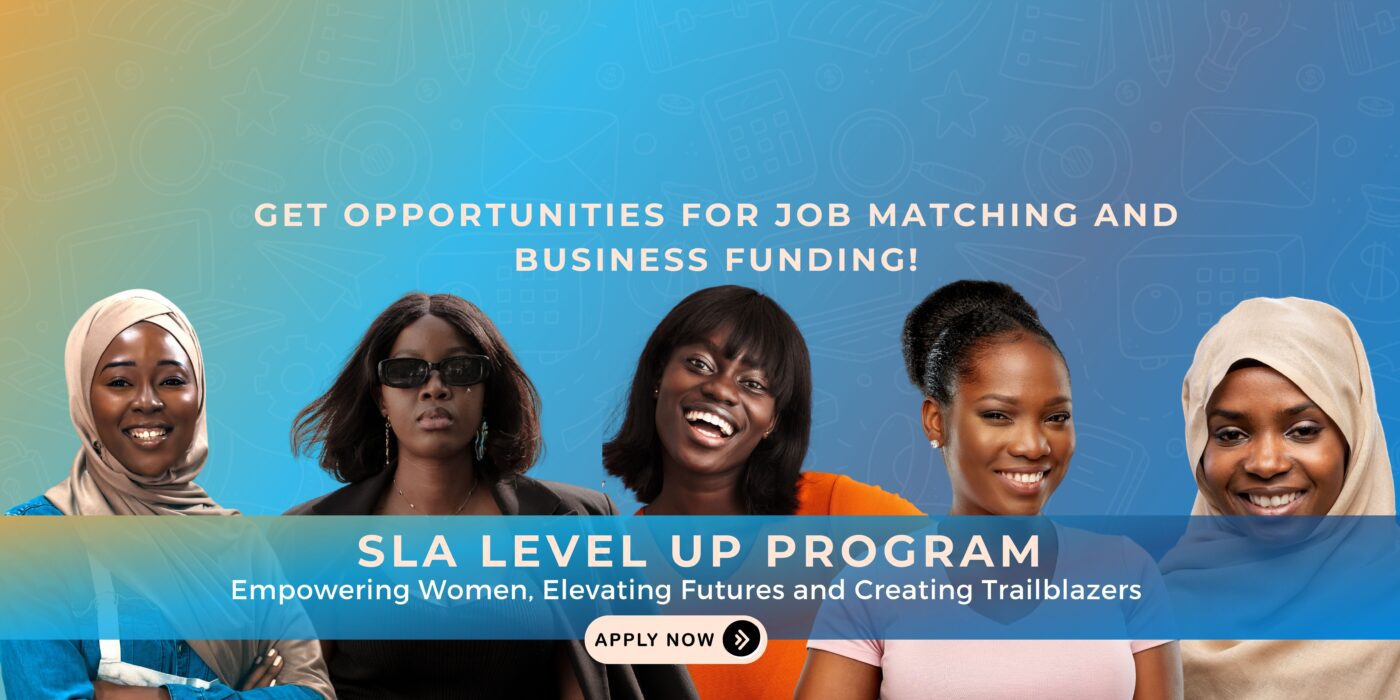 GET OPPORTUNITIES FOR JOB MATCHING AND
BUSINESS FUNDING!
SLA LEVEL UP PROGRAM
Empowering Women, Elevating Futures and Creating Trailblazers
APPLY NOW